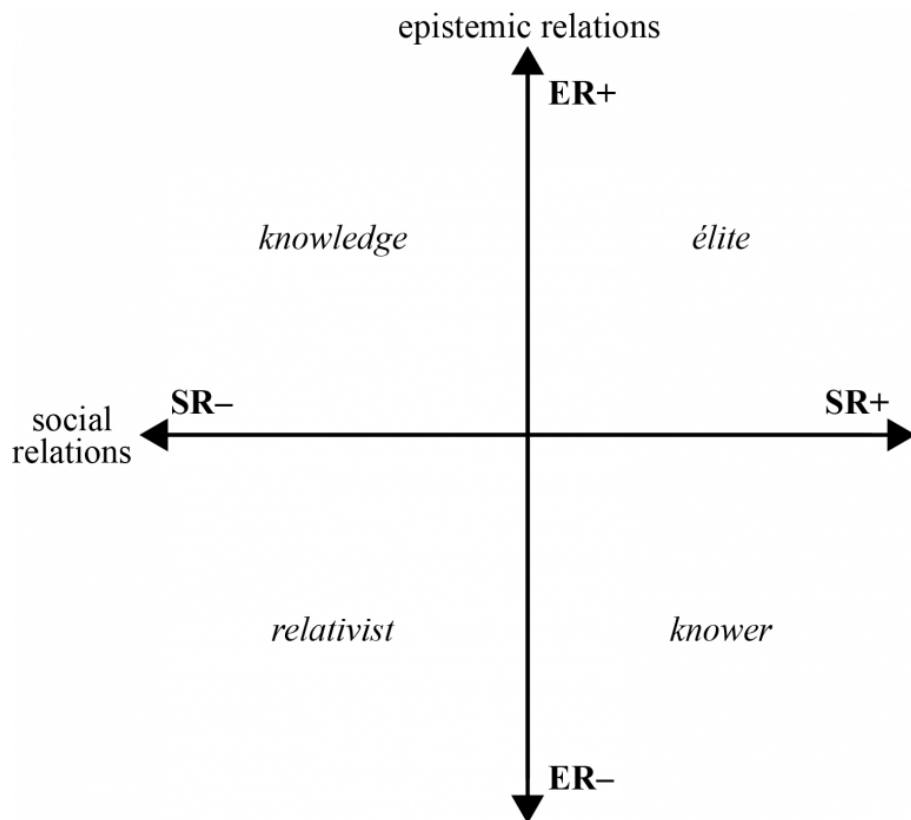 epistemic relations
ER+
knowledge
élite
SR–
SR+
social
relations
relativist
knower
ER–